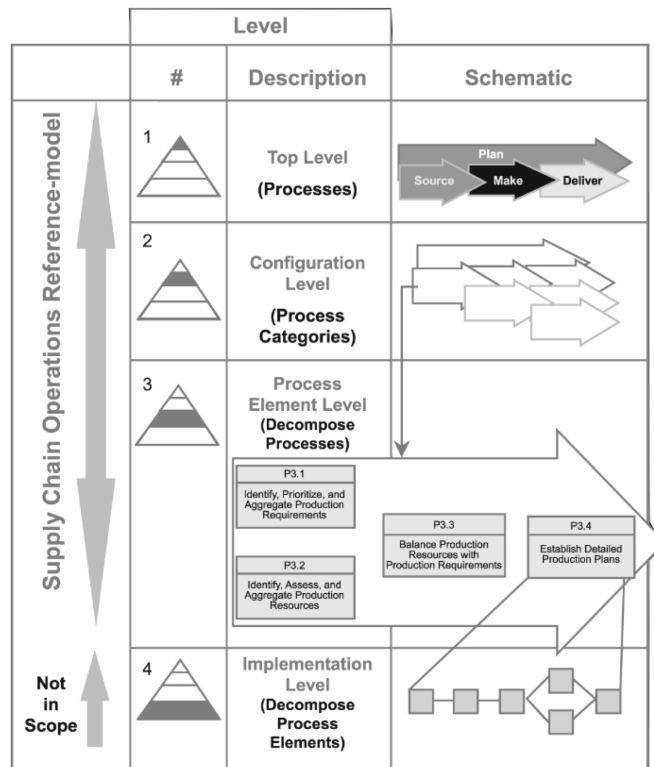 Level
#
Description
Schematic
Supply Chain Operations Reference-model
1
Top Level
(Processes)
Plan
Source
Make
Deliver
2
Configuration
Level
(Process
Categories)
3
Process
Element Level
(Decompose
Processes)
P3.1
Identify, Prioritize, and
Aggregate Production
Requirements
P3.2
Identify, Assess, and
Aggregate Production
Resources
P3.3
Balance Production
Resources with
Production Requirements
P3.4
Establish Detailed
Production Plans
Not
in
Scope
4
Implementation
Level
(Decompose
Process
Elements)